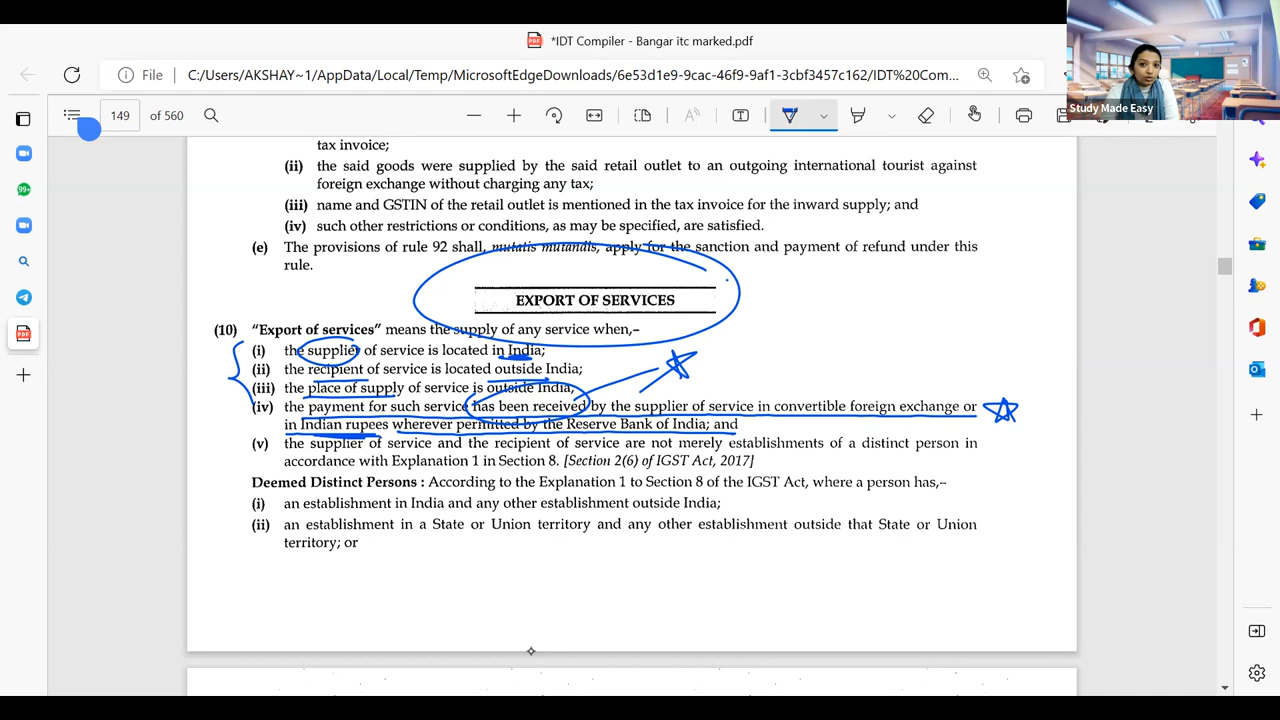 *IDT Compiler - Bangar itc marked.pdf
File C:/Users/AKSHAY~1/AppData/Local/Temp/MicrosoftEdgeDownloads/6e53d1e9-9cac-46f9-9af1-3cbf3457c162/IDT%20Com...
Study Made Easy
149 of 560
99+
tax invoice;
(ii) the said goods were supplied by the said retail outlet to an outgoing international tourist against
foreign exchange without charging any tax;
(iii) name and GSTIN of the retail outlet is mentioned in the tax invoice for the inward supply; and
(iv) such other restrictions or conditions, as may be specified, are satisfied.
(e) The provisions of rule 92 shall, mutatis mutandis, apply for the sanction and payment of refund under this
rule.
EXPORT OF SERVICES
(10) "Export of services" means the supply of any service when,–
(i) the supplier of service is located in India;
(ii) the recipient of service is located outside India;
(iii) the place of supply of service is outside India;
(iv) the payment for such service has been received by the supplier of service in convertible foreign exchange or
in Indian rupees wherever permitted by the Reserve Bank of India; and
(v) the supplier of service and the recipient of service are not merely establishments of a distinct person in
accordance with Explanation 1 in Section 8. [Section 2(6) of IGST Act, 2017]
Deemed Distinct Persons : According to the Explanation 1 to Section 8 of the IGST Act, where a person has,–
(i) an establishment in India and any other establishment outside India;
(ii) an establishment in a State or Union territory and any other establishment outside that State or Union
territory; or